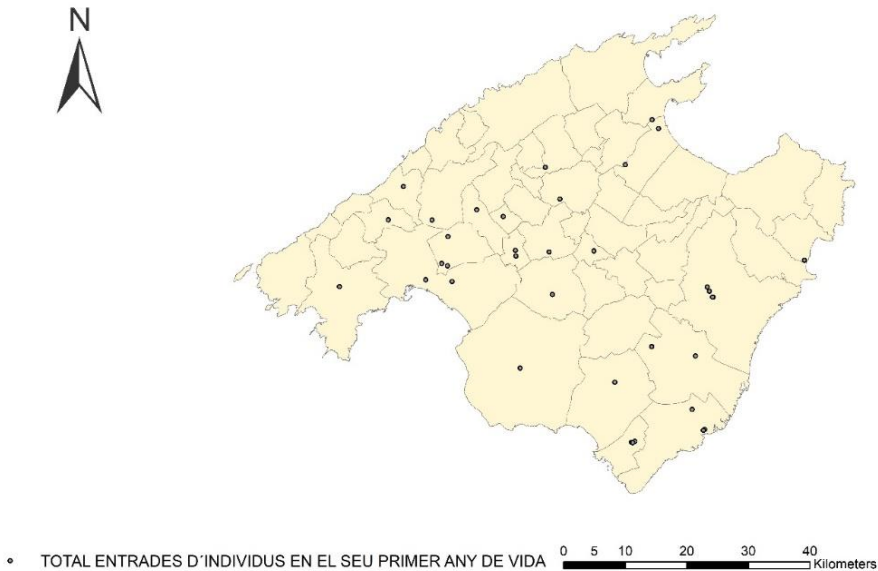 N
TOTAL ENTRADES D´INDIVIDUS EN EL SEU PRIMER ANY DE VIDA
0 5 10 20 30 40
Kilometers